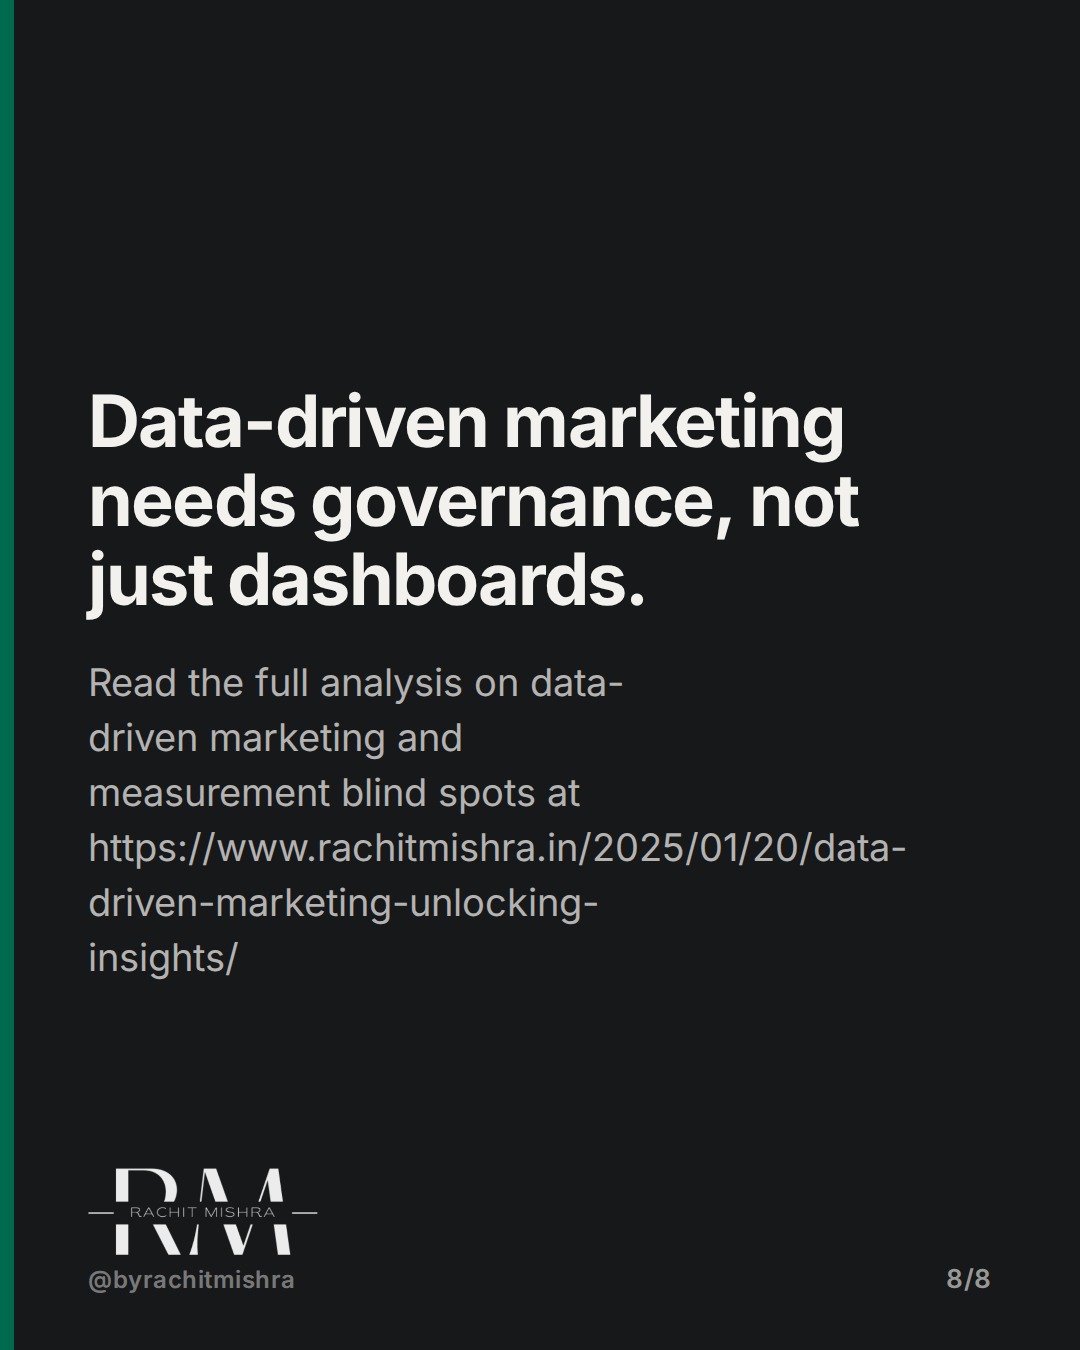 Data-driven marketing
needs governance, not
just dashboards.
Read the full analysis on data-
driven marketing and
measurement blind spots at
https://www.rachitmishra.in/2025/01/20/data-
driven-marketing-unlocking-
insights/
RM
RACHIT MISHRA
@byrachitmishra
8/8